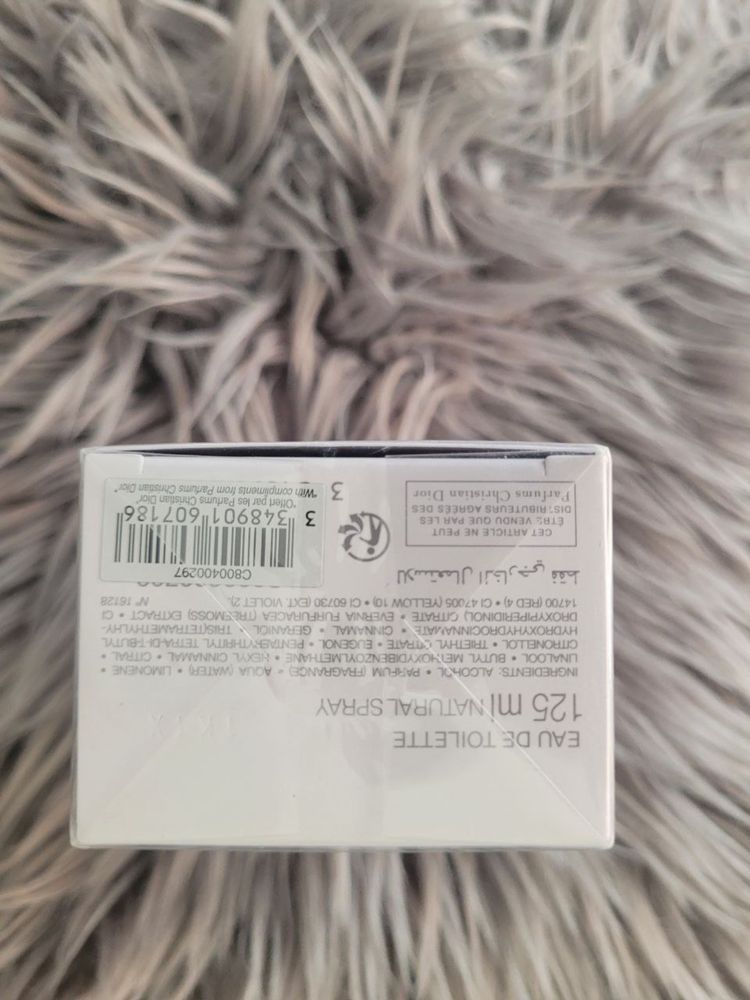 EAU DE TOILETTE
125 ml NATURAL SPRAY
INGREDIENTS: ALCOHOL • PARFUM (FRAGRANCE) • AQUA (WATER) • LIMONENE •
LINALOOL • BUTYL METHOXYDIBENZOYLMETHANE • HEXYL CINNAMAL • CITRAL •
CITRONELLOL • TRIETHYL CITRATE • EUGENOL • PENTAERYTHRITYL TETRA-DI-t-BUTYL
HYDROXYHYDROCINNAMATE • CINNAMAL • GERANIOL • TRIS(TETRAMETHYLHY-
DROXYPIPERIDINOL) CITRATE • EVERNIA FURFURACEA (TREEMOSS) EXTRACT • CI
14700 (RED 4) • CI 47005 (YELLOW 10) • CI 60730 (EXT. VIOLET 2). N° 16128
للاستعمال الخارجي فقط
CET ARTICLE NE PEUT
ÊTRE VENDU QUE PAR LES
DISTRIBUTEURS AGRÉÉS DES
Parfums Christian Dior
3
C800400297
3 348901 607186
"Offert par les Parfums Christian Dior"
"With compliments from Parfums Christian Dior"